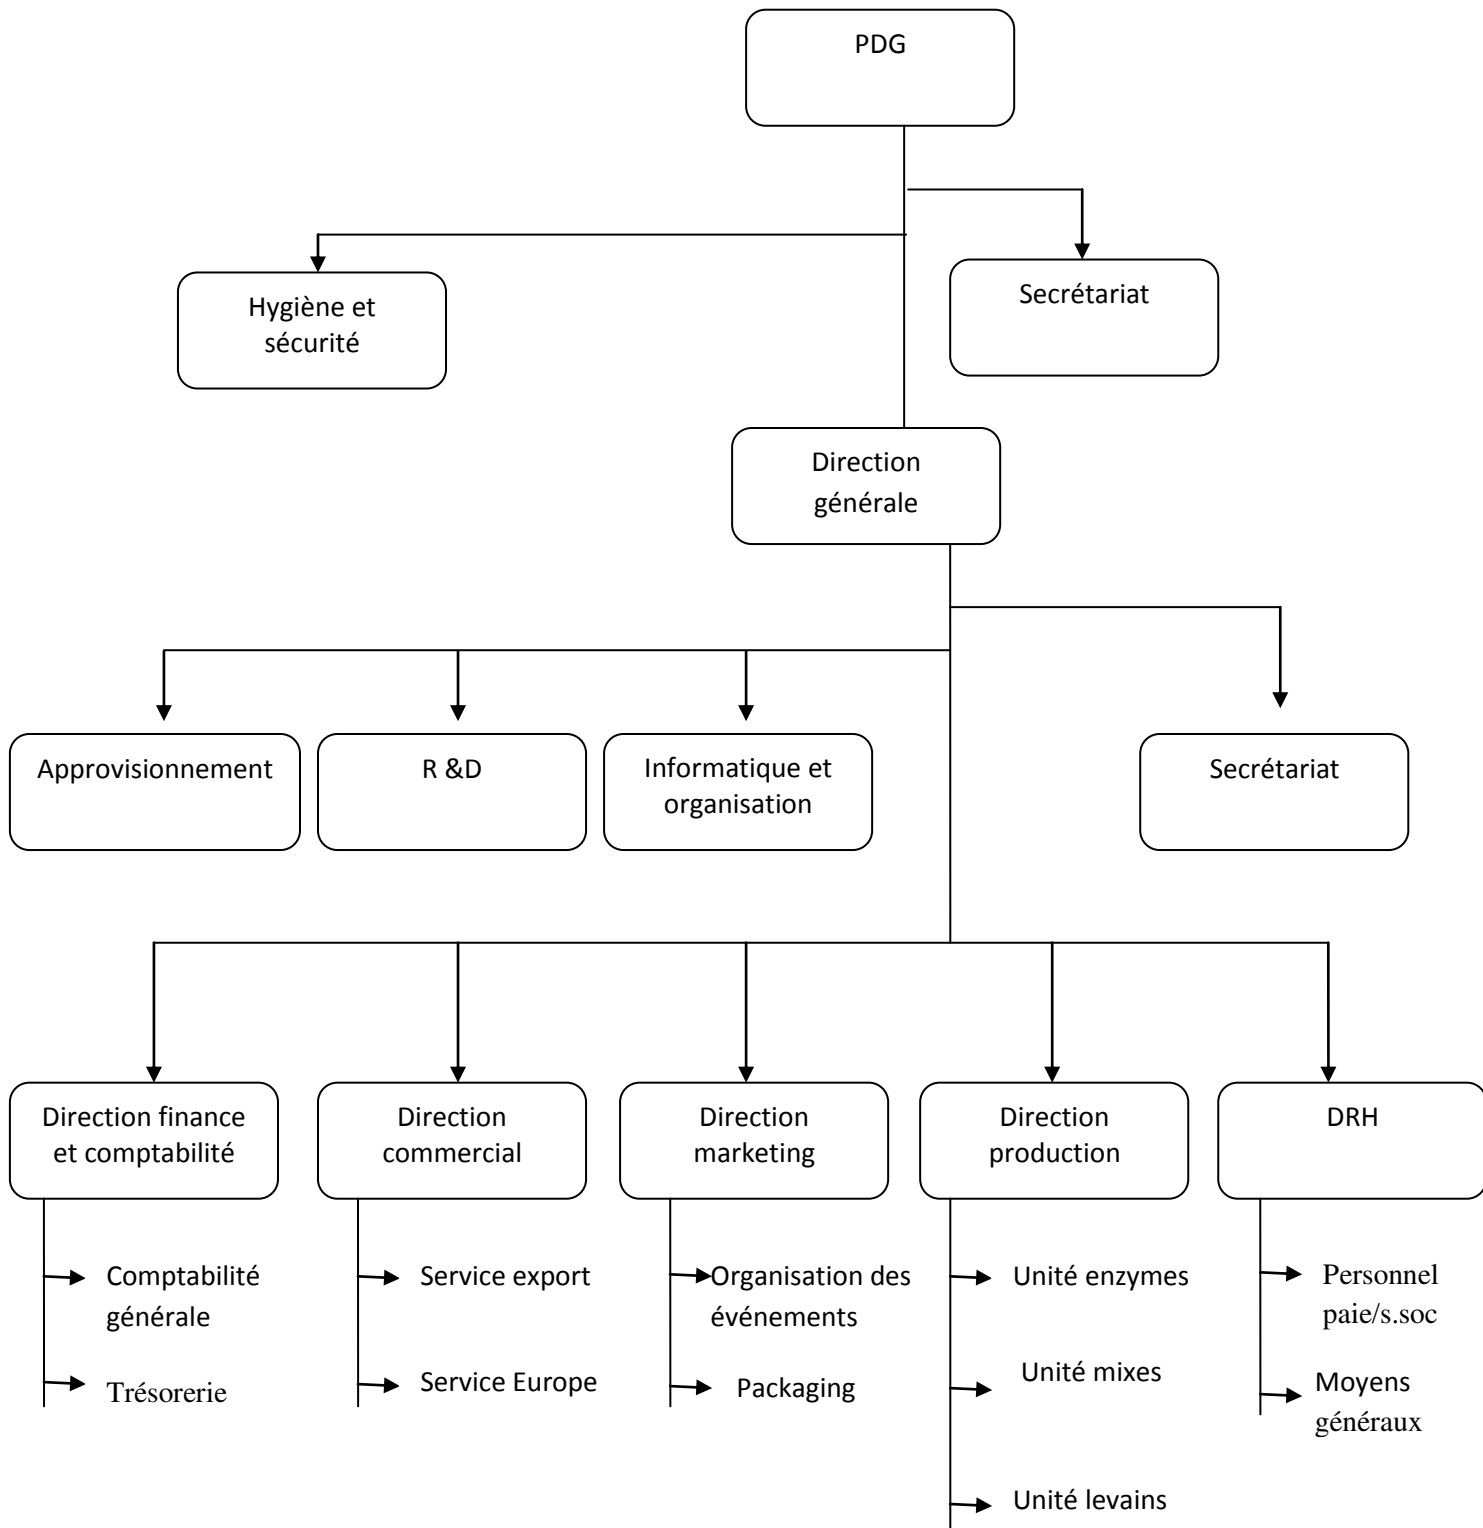 PDG
Hygiène et
sécurité
Secrétariat
Direction
générale
Approvisionnement
R &D
Informatique et
organisation
Secrétariat
Direction finance
et comptabilité
Direction
commercial
Direction
marketing
Direction
production
DRH
Comptabilité
générale
Trésorerie
Service export
Service Europe
Organisation des
événements
Packaging
Unité enzymes
Unité mixes
Unité levains
Personnel
paie/s.soc
Moyens
généraux